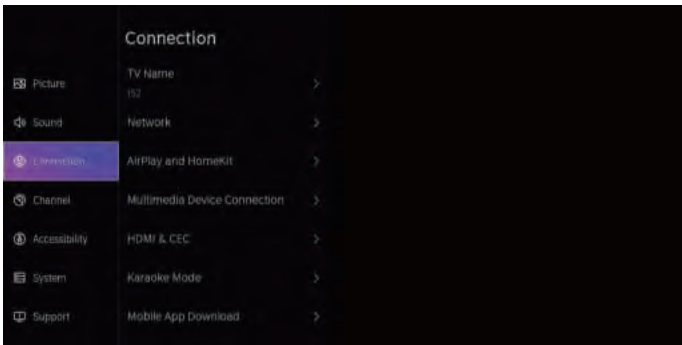 Connection
Picture
Sound
Connection
Channel
Accessibility
System
Support
TV Name
152
Network
AirPlay and HomeKit
Multimedia Device Connection
HDMI & CEC
Karaoke Mode
Mobile App Download